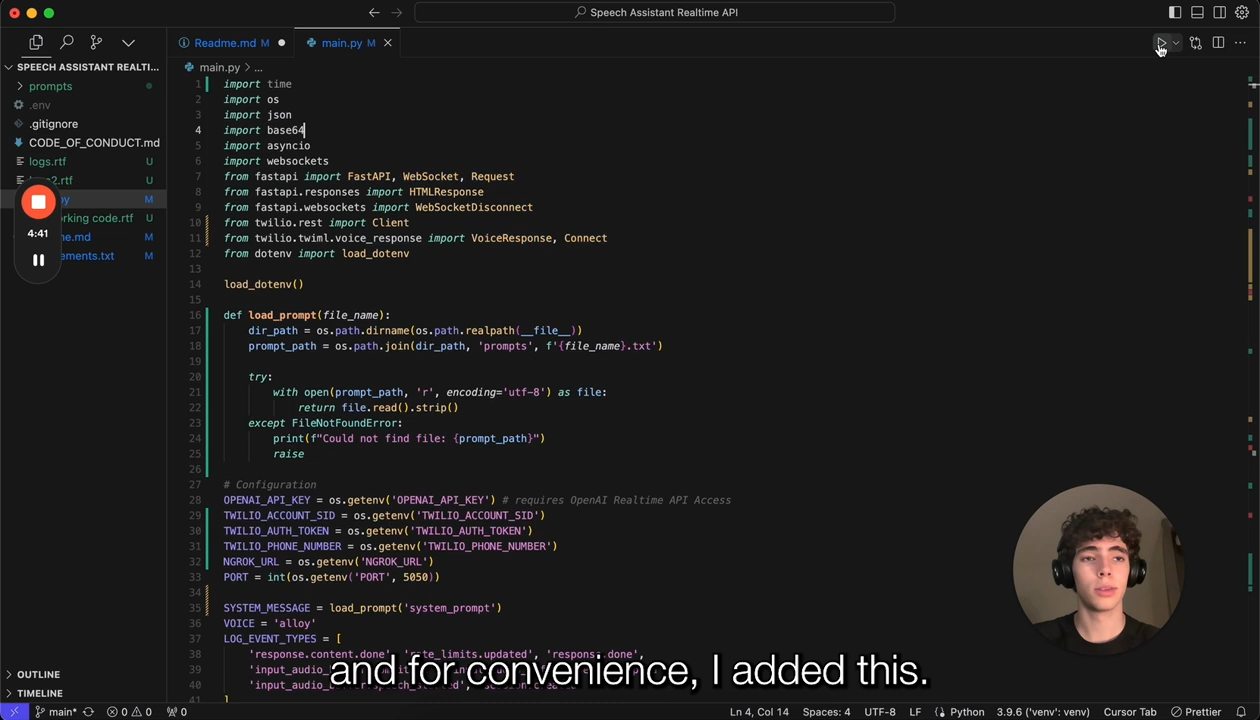 Speech Assistant Realtime API
Readme.md M
main.py M
SPEECH ASSISTANT REALTI...
main.py > ...
prompts
.env
.gitignore
CODE_OF_CONDUCT.md
logs.rtf U
.rtf U
M
orking code.rtf U
me.md M
ements.txt M
4:41
OUTLINE
TIMELINE
1 import time
2 import os
3 import json
4 import base64
5 import asyncio
6 import websockets
7 from fastapi import FastAPI, WebSocket, Request
8 from fastapi.responses import HTMLResponse
9 from fastapi.websockets import WebSocketDisconnect
10 from twilio.rest import Client
11 from twilio.twiml.voice_response import VoiceResponse, Connect
12 from dotenv import load_dotenv
13
14 load_dotenv()
15
16 def load_prompt(file_name):
17 dir_path = os.path.dirname(os.path.realpath(__file__))
18 prompt_path = os.path.join(dir_path, 'prompts', f'{file_name}.txt')
19
20 try:
21 with open(prompt_path, 'r', encoding='utf-8') as file:
22 return file.read().strip()
23 except FileNotFoundError:
24 print(f"Could not find file: {prompt_path}")
25 raise
26
27 # Configuration
28 OPENAI_API_KEY = os.getenv('OPENAI_API_KEY') # requires OpenAI Realtime API Access
29 TWILIO_ACCOUNT_SID = os.getenv('TWILIO_ACCOUNT_SID')
30 TWILIO_AUTH_TOKEN = os.getenv('TWILIO_AUTH_TOKEN')
31 TWILIO_PHONE_NUMBER = os.getenv('TWILIO_PHONE_NUMBER')
32 NGROK_URL = os.getenv('NGROK_URL')
33 PORT = int(os.getenv('PORT', 5050))
34
35 SYSTEM_MESSAGE = load_prompt('system_prompt')
36 VOICE = 'alloy'
37 LOG_EVENT_TYPES = [
38 'response.content.done', 'rate_limits.updated', 'response.done',
39 'input_audio_
40 'input_audio_
41 ]
and for convenience, I added this.
main* 0 0 0 Ln 4, Col 14 Spaces: 4 UTF-8 LF Python 3.9.6 ('venv': venv) Cursor Tab Prettier